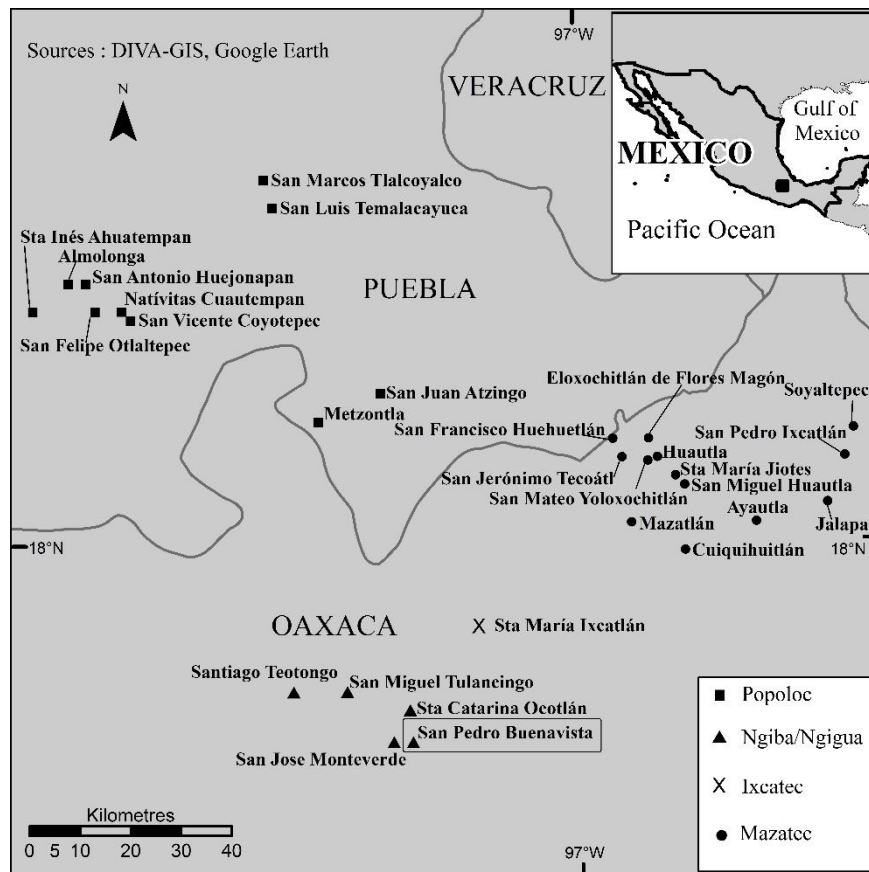 97°W
Sources : DIVA-GIS, Google Earth
N
VERACRUZ
Gulf of
Mexico
MEXICO
Pacific Ocean
San Marcos Tlalcoyalco
San Luis Temalacayuca
Sta Inés Ahuatempan
Almolonga
San Antonio Huejonapan
Natívitas Cuautempan
San Vicente Coyotepec
San Felipe Otlaltepec
PUEBLA
San Juan Atzingo
Metzontla
Eloxochitlán de Flores Magón
Soyaltepec
San Francisco Huehuetlán
San Pedro Ixcatlán
Huautla
San Jerónimo Tecoátl
Sta María Jiotes
San Miguel Huautla
San Mateo Yoloxochitlán
Ayautla
Mazatlán
Jalapa
18°N
18°N
Cuiquihuitlán
OAXACA
Sta María Ixcatlán
Santiago Teotongo
San Miguel Tulancingo
Sta Catarina Ocotlán
San Pedro Buenavista
San Jose Monteverde
Popoloc
Ngiba/Ngigua
Ixcatec
Mazatec
Kilometres
0 5 10 20 30 40
97°W